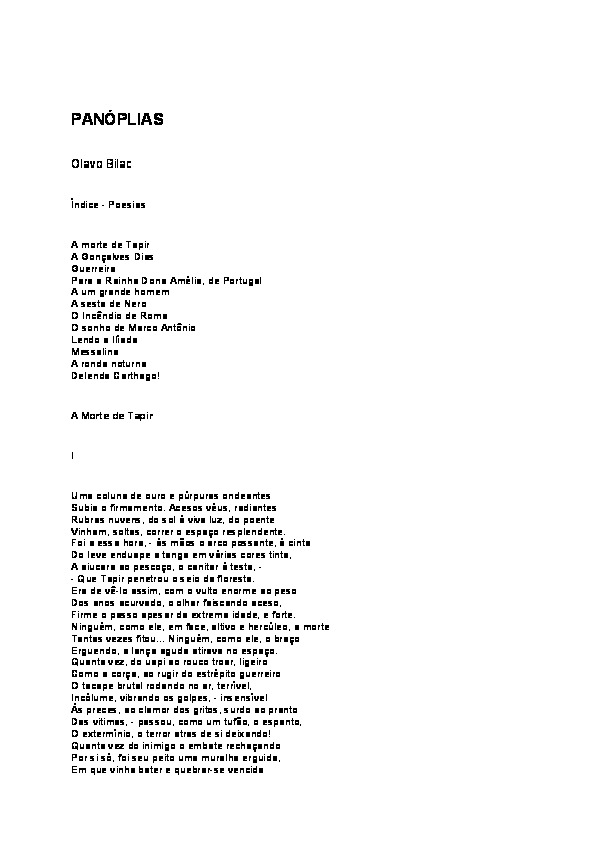 PANÓPLIAS
Olavo Bilac
Índice - Poesias
A morte de Tapir
A Gonçalves Dias
Guerreira
Para a Rainha Dona Amélia, de Portugal
A um grande homem
A sesta de Nero
O Incêndio de Roma
O sonho de Marco Antônio
Lendo a Ilíada
Messalina
A ronda noturna
Delenda Carthago!
A Morte de Tapir
I
Uma coluna de ouro e púrpuras ondeantes
Subia o firmamento. Acesos véus, radiantes
Rubras nuvens, do sol à viva luz, do poente
Vinham, soltas, correr o espaço resplendente.
Foi a essa hora, - às mãos o arco possante, à cinta
Do leve enduape a tanga em várias cores tinta,
A aiucara ao pescoço, o canitar à testa, -
- Que Tapir penetrou o seio da floresta.
Era de vê-lo assim, com o vulto enorme ao peso
Dos anos acurvado, o olhar faiscando aceso,
Firme o passo apesar da extrema idade, e forte.
Ninguém, como ele, em face, altivo e hercúleo, a morte
Tantas vezes fitou... Ninguém, como ele, o braço
Erguendo, a lança aguda atirava no espaço.
Quanta vez, do uapi ao rouco troar, ligeiro
Como a corça, ao rugir do estrépito guerreiro
O tacape brutal rodando no ar, terrível,
Incólume, vibrando os golpes, - insensível
Às preces, ao clamor dos gritos, surdo ao pranto
Das vítimas, - passou, como um tufão, o espanto,
O extermínio, o terror atrás de si deixando!
Quanta vez do inimigo o embate rechaçando
Por si só, foi seu peito uma muralha erguida,
Em que vinha bater e quebrar-se vencida